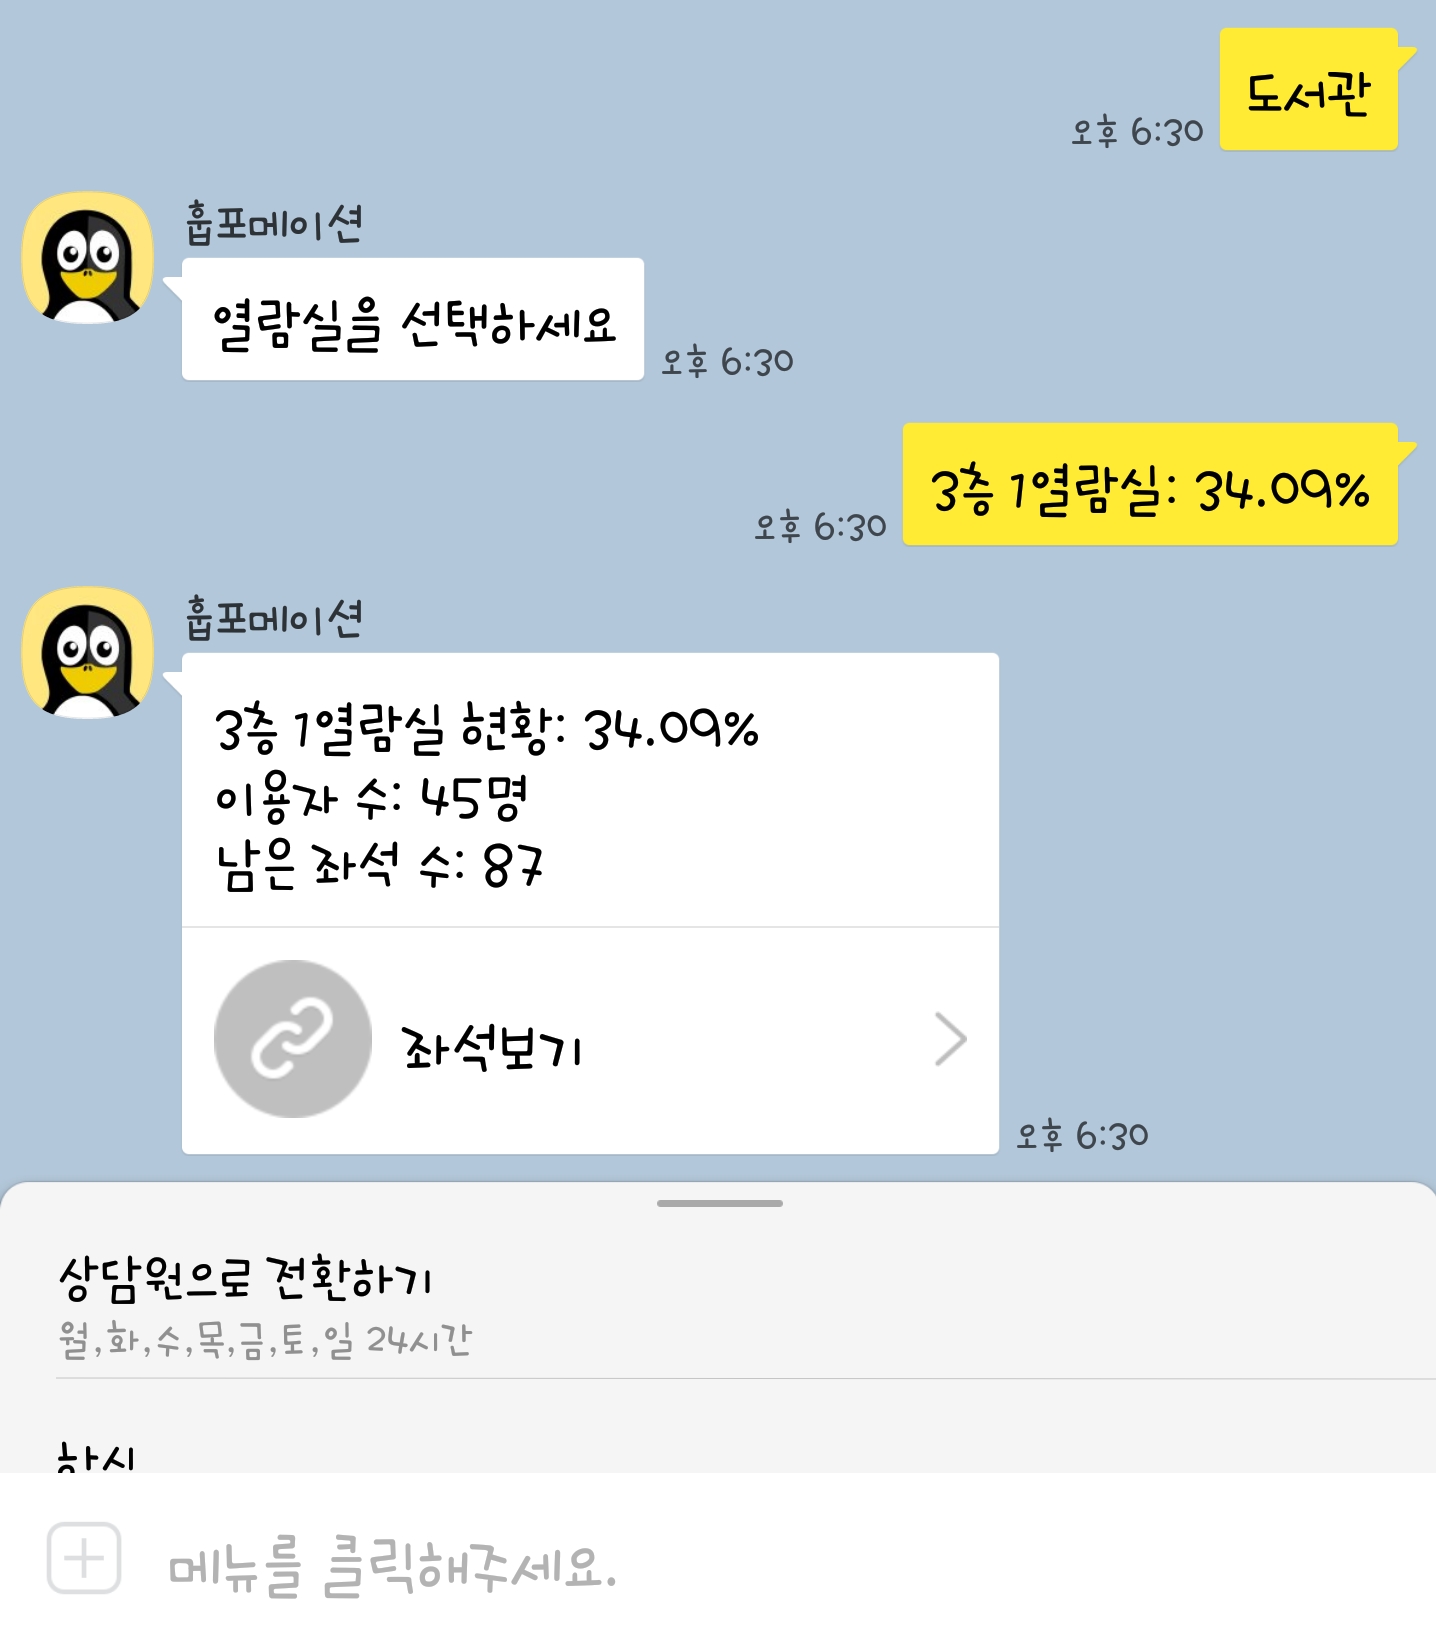 도서관
오후 6:30
훕포메이션
열람실을 선택하세요
오후 6:30
3층 1열람실: 34.09%
오후 6:30
훕포메이션
3층 1열람실 현황: 34.09%
이용자 수: 45명
남은 좌석 수: 87
좌석보기
오후 6:30
상담원으로 전환하기
월,화,수,목,금,토,일 24시간
메뉴를 클릭해주세요.